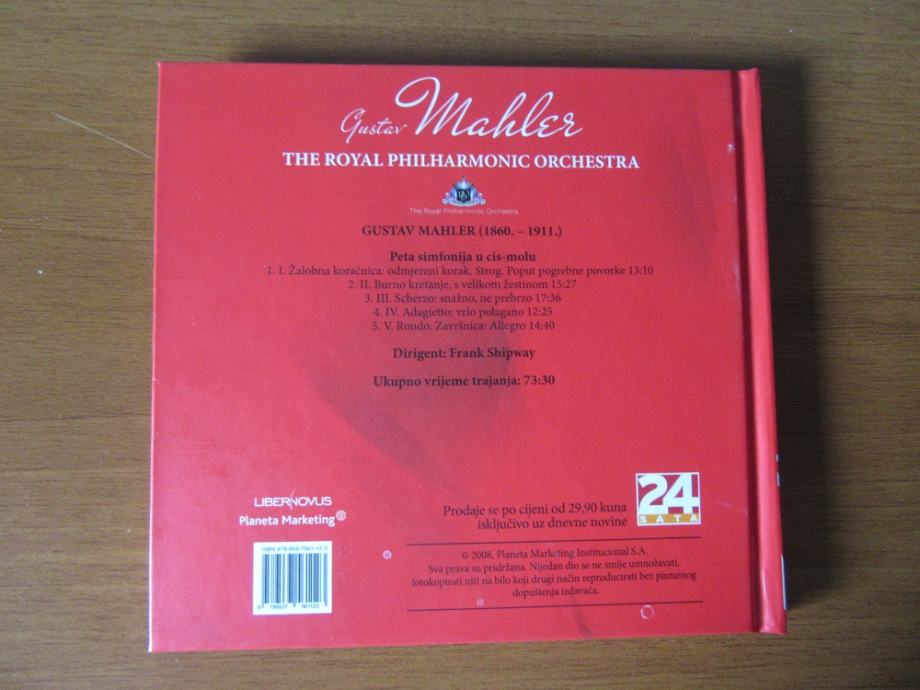 Gustav Mahler
THE ROYAL PHILHARMONIC ORCHESTRA
The Royal Philharmonic Orchestra
GUSTAV MAHLER (1860. – 1911.)
Peta simfonija u cis-molu
1. I. Žalobna koračnica: odmjereni korak. Strog. Poput pogrebne povorke 13:10
2. II. Burno kretanje, s velikom žestinom 15:27
3. III. Scherzo: snažno, ne prebrzo 17:36
4. IV. Adagietto: vrlo polagano 12:25
5. V. Rondo. Završnica: Allegro 14:40
Dirigent: Frank Shipway
Ukupno vrijeme trajanja: 73:30
LIBERNOVUS
Planeta Marketing
Prodaje se po cijeni od 29,90 kuna
isključivo uz dnevne novine
24
SATA
© 2008, Planeta Marketing Institucional S.A.
Sva prava su pridržana. Nijedan dio se ne smije umnožavati,
fotokopirati niti na bilo koji drugi način reproducirati bez pismenog
dopuštenja izdavača.